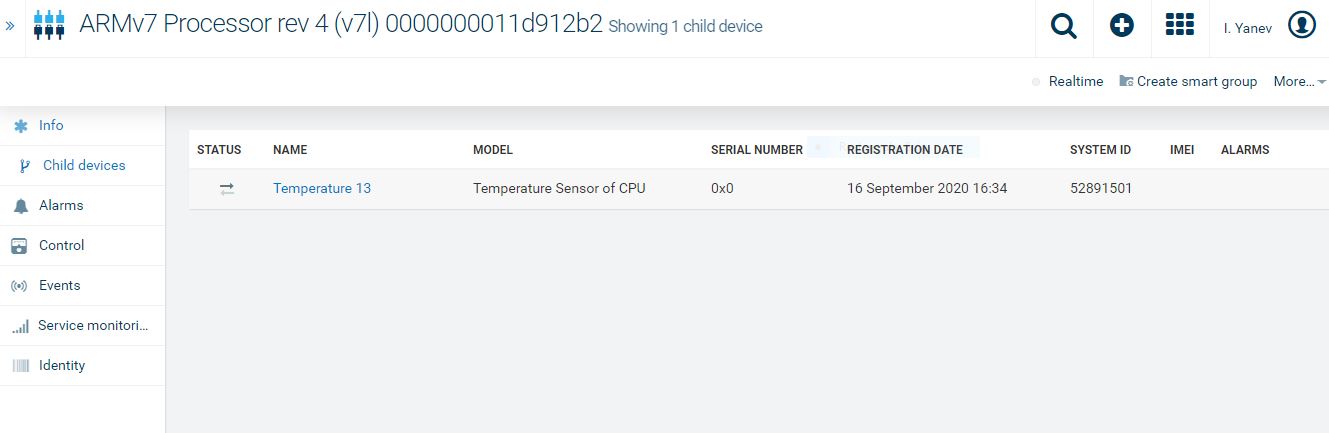 » ARMv7 Processor rev 4 (v7l) 0000000011d912b2 Showing 1 child device I. Yanev
Realtime Create smart group More...
Info
Child devices
Alarms
Control
Events
Service monitori...
Identity
STATUS NAME MODEL SERIAL NUMBER REGISTRATION DATE SYSTEM ID IMEI ALARMS
Temperature 13 Temperature Sensor of CPU 0x0 16 September 2020 16:34 52891501